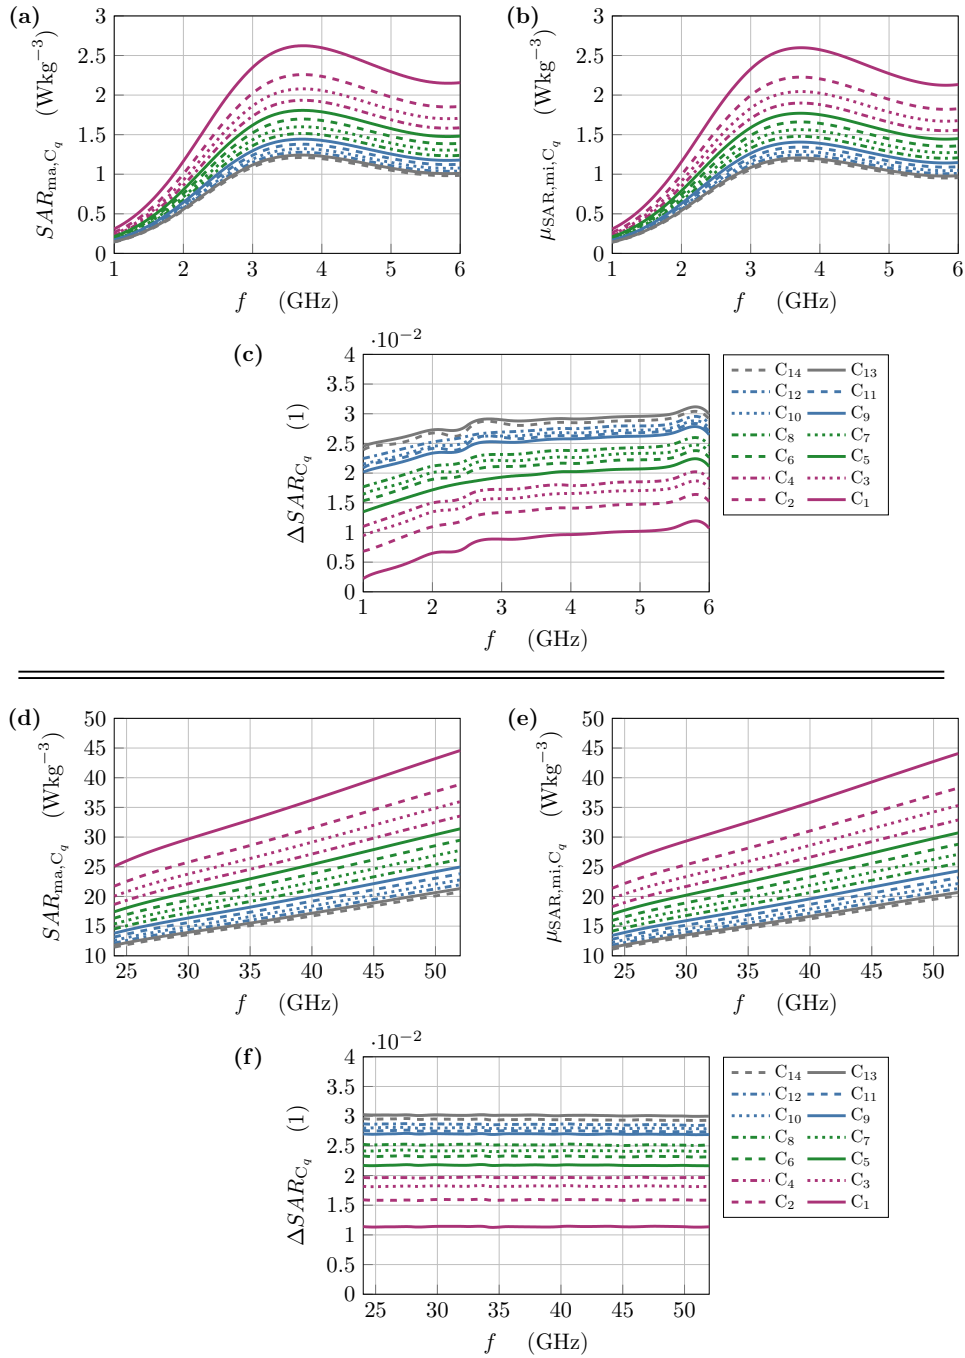 (a)
SAR_ma,C_q (Wkg⁻³)
3
2.5
2
1.5
1
0.5
0
1 2 3 4 5 6
f (GHz)
(b)
μ_SAR,mi,C_q (Wkg⁻³)
3
2.5
2
1.5
1
0.5
0
1 2 3 4 5 6
f (GHz)
(c)
·10⁻²
ΔSAR_C_q (1)
4
3.5
3
2.5
2
1.5
1
0.5
0
1 2 3 4 5 6
f (GHz)
C₁₄ C₁₃
C₁₂ C₁₁
C₁₀ C₉
C₈ C₇
C₆ C₅
C₄ C₃
C₂ C₁
(d)
SAR_ma,C_q (Wkg⁻³)
50
45
40
35
30
25
20
15
10
25 30 35 40 45 50
f (GHz)
(e)
μ_SAR,mi,C_q (Wkg⁻³)
50
45
40
35
30
25
20
15
10
25 30 35 40 45 50
f (GHz)
(f)
·10⁻²
ΔSAR_C_q (1)
4
3.5
3
2.5
2
1.5
1
0.5
0
25 30 35 40 45 50
f (GHz)
C₁₄ C₁₃
C₁₂ C₁₁
C₁₀ C₉
C₈ C₇
C₆ C₅
C₄ C₃
C₂ C₁